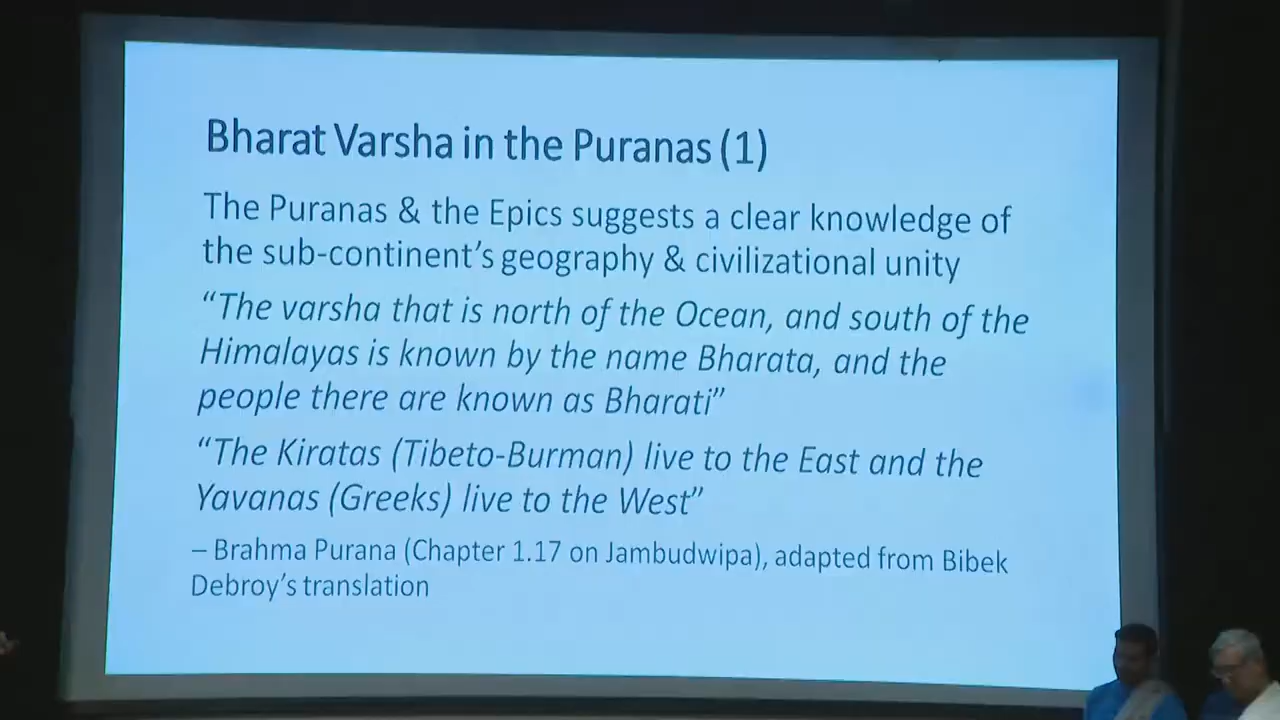 Bharat Varsha in the Puranas (1)
The Puranas & the Epics suggests a clear knowledge of
the sub-continent's geography & civilizational unity
“The varsha that is north of the Ocean, and south of the
Himalayas is known by the name Bharata, and the
people there are known as Bharati”
“The Kiratas (Tibeto-Burman) live to the East and the
Yavanas (Greeks) live to the West”
– Brahma Purana (Chapter 1.17 on Jambudwipa), adapted from Bibek
Debroy's translation